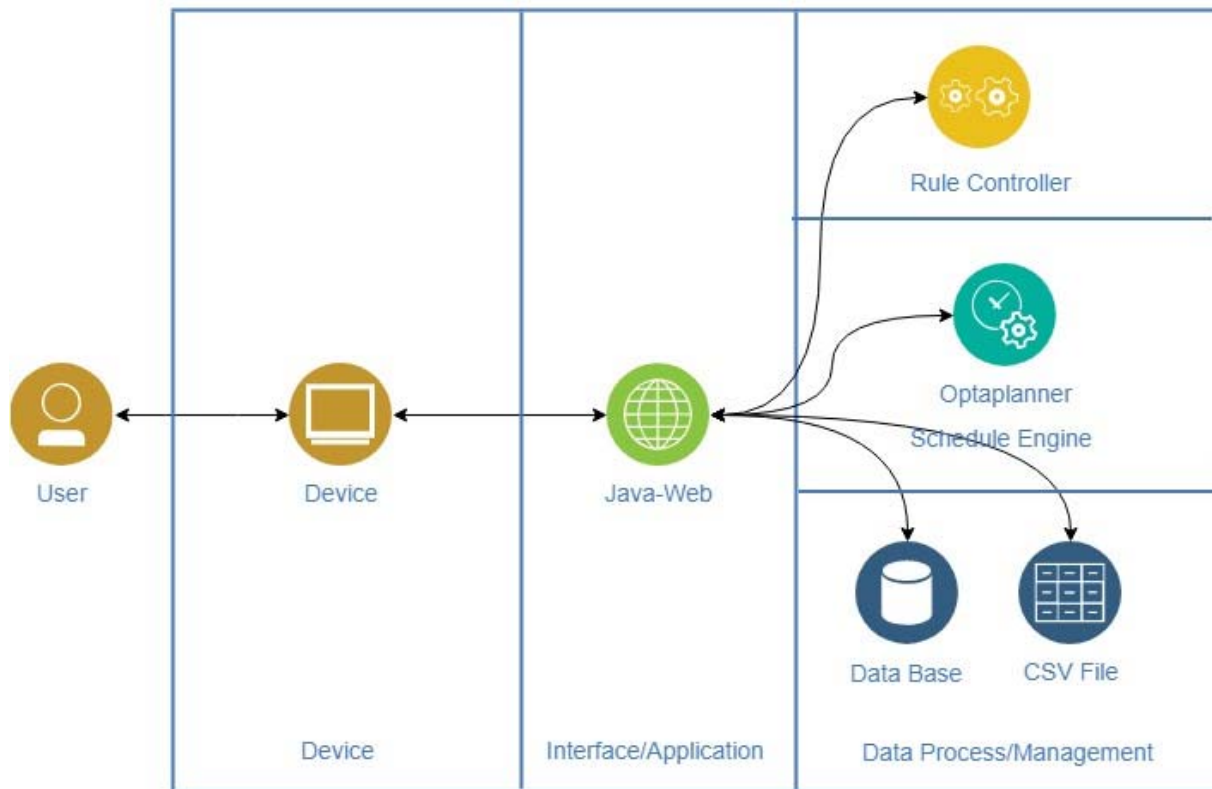 Rule Controller
Optaplanner
Schedule Engine
User
Device
Java-Web
Data Base
CSV File
Device
Interface/Application
Data Process/Management